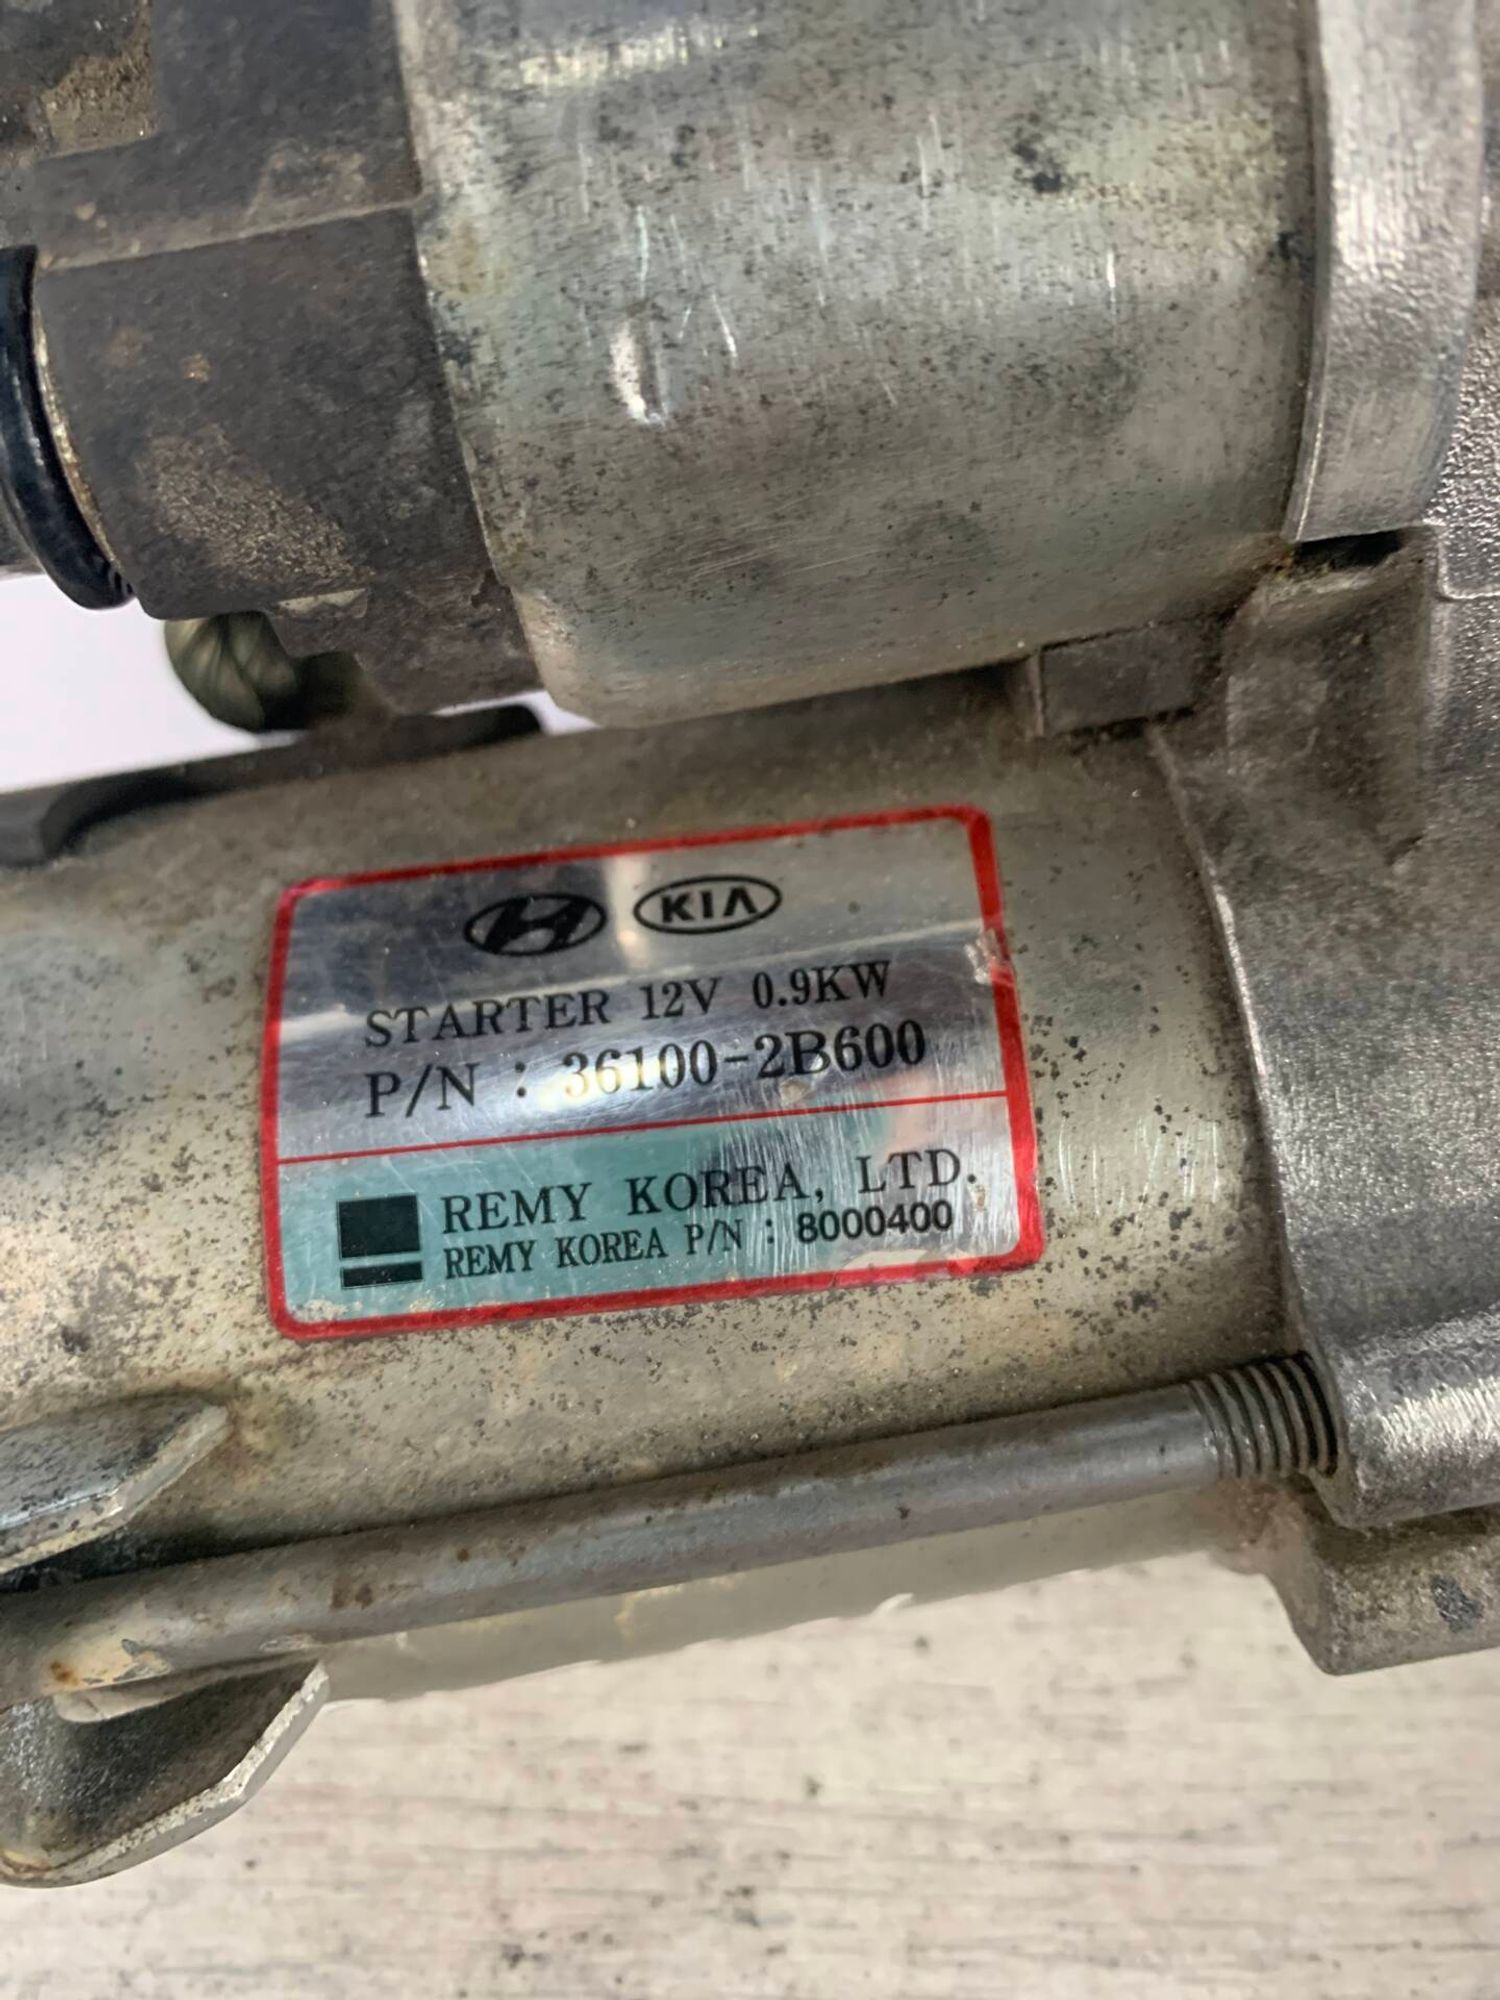 KIA
STARTER 12V 0.9KW
P/N : 36100-2B600
REMY KOREA, LTD.
REMY KOREA P/N : 8000400